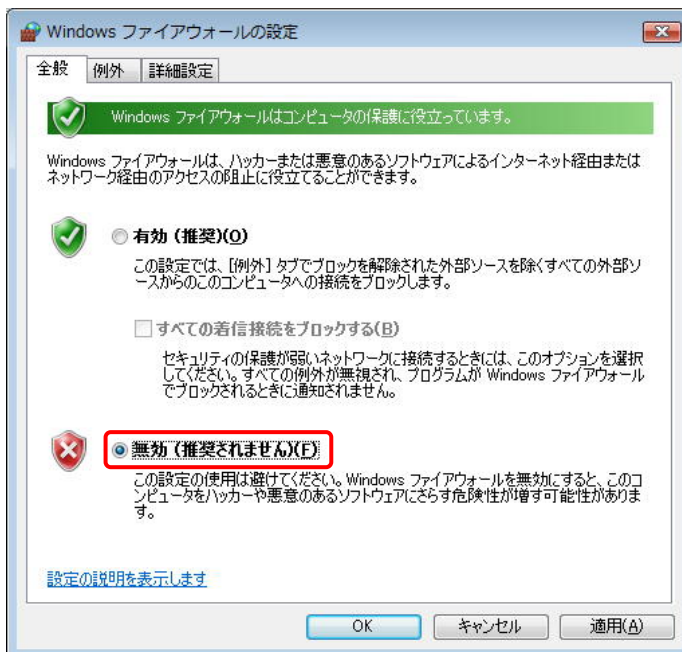 Windows ファイアウォールの設定
全般 例外 詳細設定
Windows ファイアウォールはコンピュータの保護に役立っています。
Windows ファイアウォールは、ハッカーまたは悪意のあるソフトウェアによるインターネット経由または
ネットワーク経由のアクセスの阻止に役立てることができます。
有効 (推奨)(O)
この設定では、[例外] タブでブロックを解除された外部ソースを除くすべての外部ソ
ースからのこのコンピュータへの接続をブロックします。
すべての着信接続をブロックする(B)
セキュリティの保護が弱いネットワークに接続するときには、このオプションを選択
してください。すべての例外が無視され、プログラムが Windows ファイアウォール
でブロックされるときに通知されません。
無効 (推奨されません)(F)
この設定の使用は避けてください。Windows ファイアウォールを無効にすると、このコ
ンピュータをハッカーや悪意のあるソフトウェアにさらす危険性が増す可能性がありま
す。
設定の説明を表示します
OK キャンセル 適用(A)